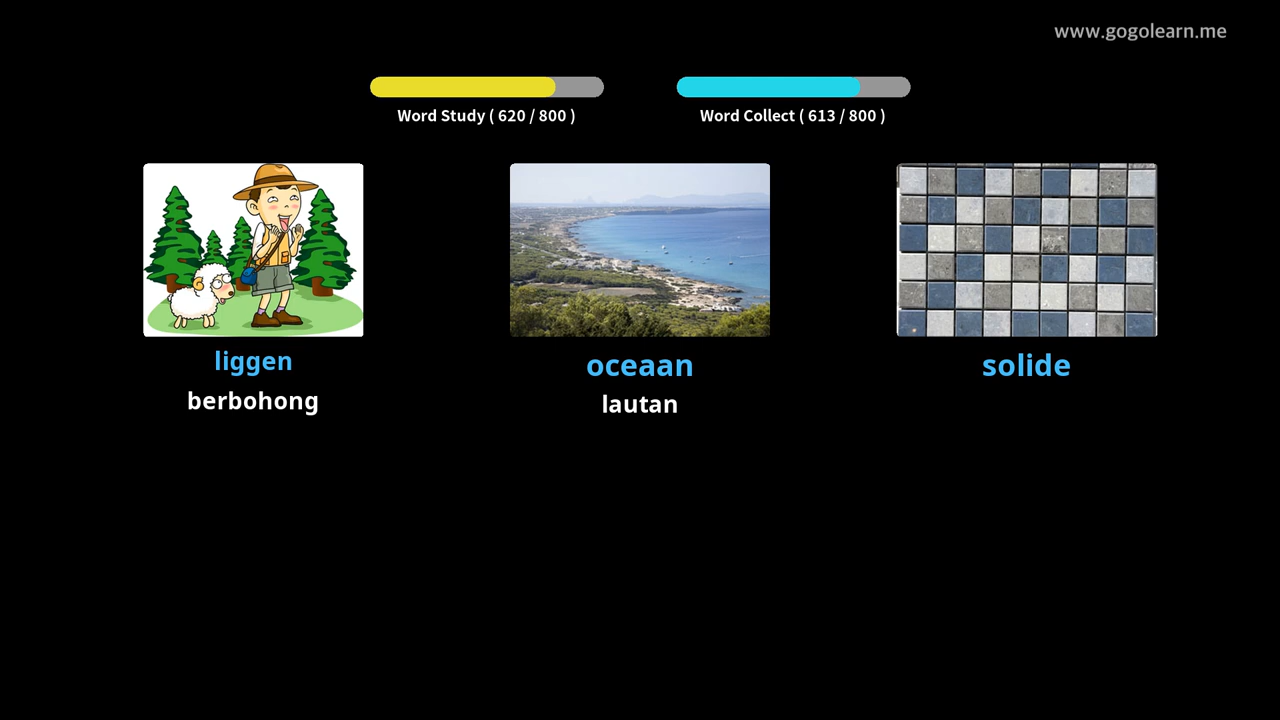 www.gogolearn.me
Word Study ( 620 / 800 )
Word Collect ( 613 / 800 )
liggen
berbohong
oceaan
lautan
solide